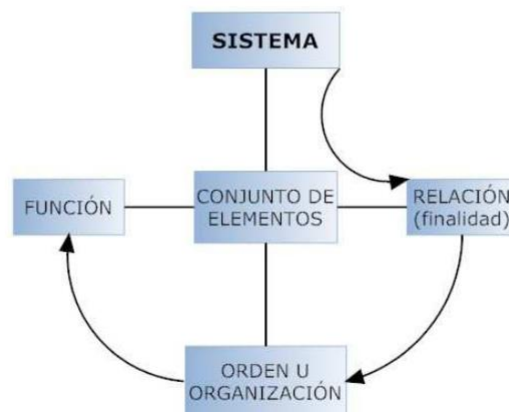 SISTEMA
FUNCIÓN
CONJUNTO DE
ELEMENTOS
RELACIÓN
(finalidad)
ORDEN U
ORGANIZACIÓN